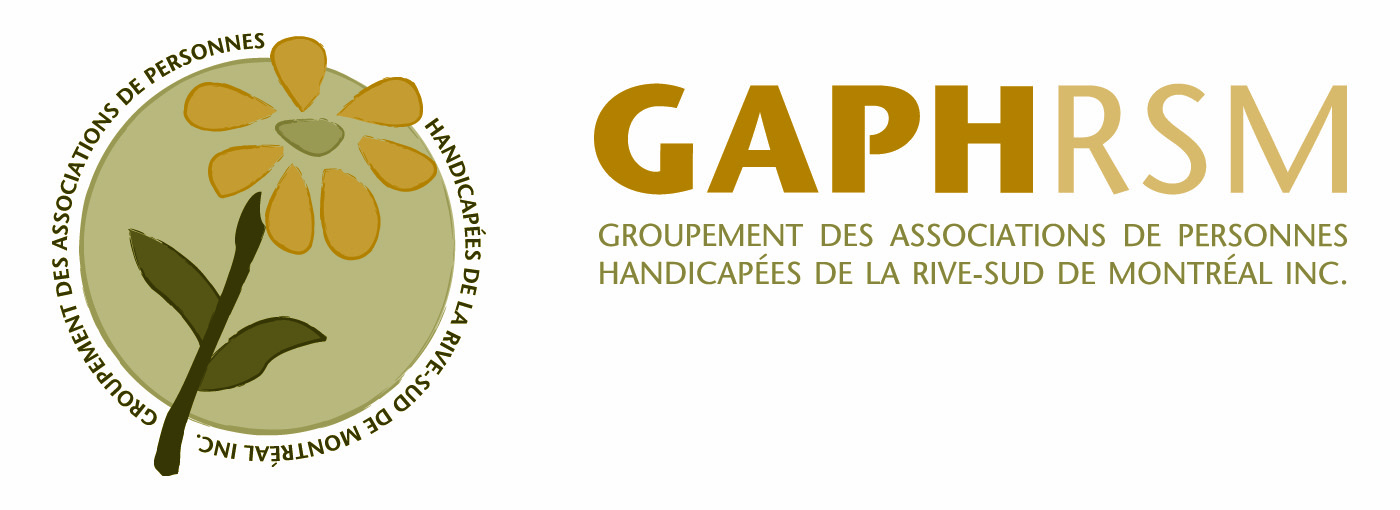 GROUPEMENT DES ASSOCIATIONS DE PERSONNES HANDICAPÉES DE LA RIVE-SUD DE MONTRÉAL INC.
GAPHRSM
GROUPEMENT DES ASSOCIATIONS DE PERSONNES
HANDICAPÉES DE LA RIVE-SUD DE MONTRÉAL INC.